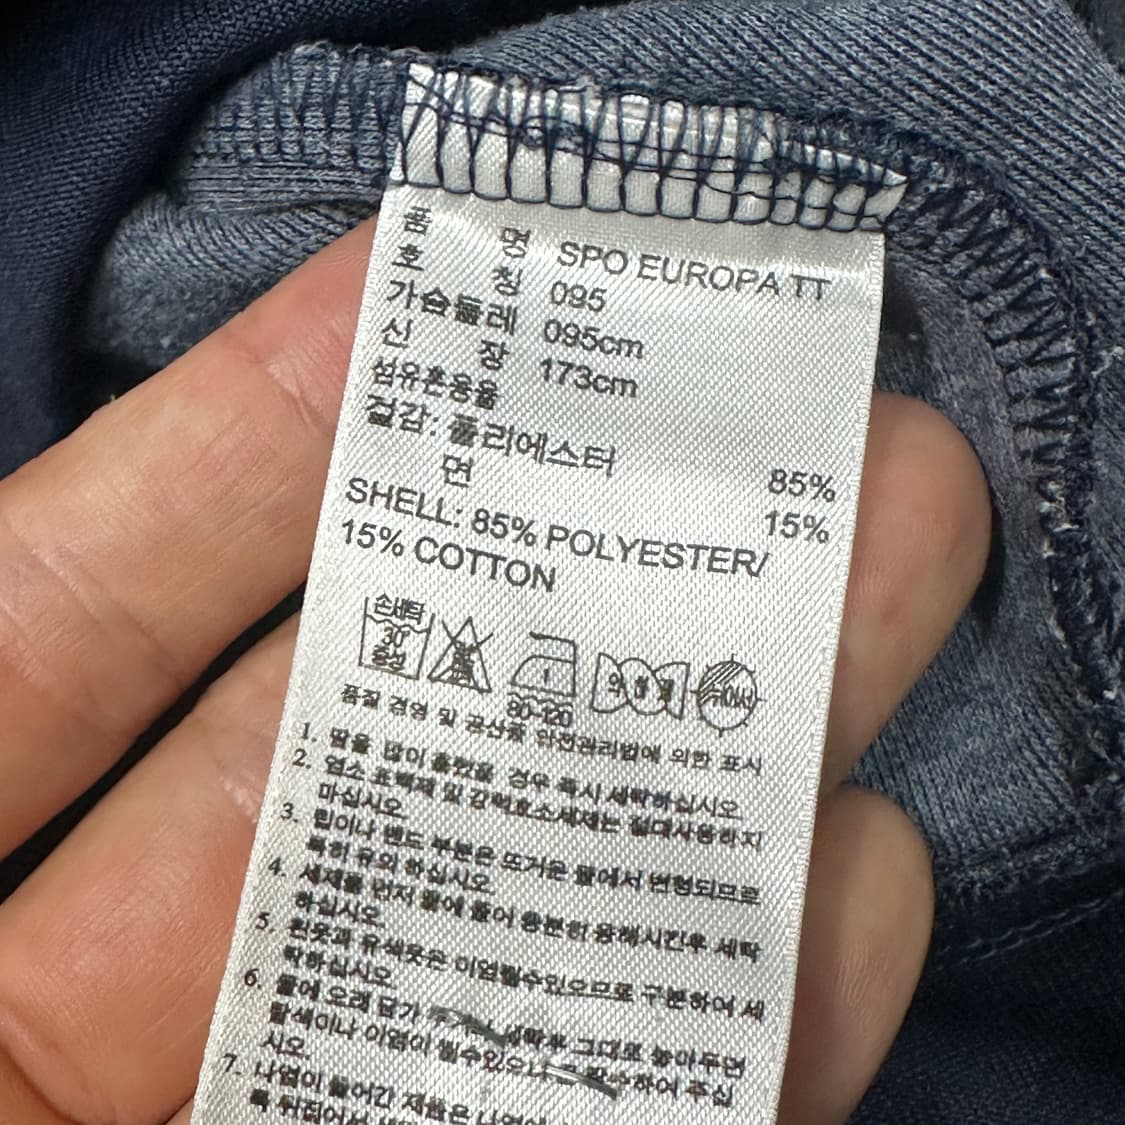 품 명 SPO EUROPA TT
호 칭 095
가슴둘레 095cm
신 장 173cm
섬유혼용율
겉감: 폴리에스터 85%
면 15%
SHELL: 85% POLYESTER/
15% COTTON
손세탁
30°
중성
80~120
품질 경영 및 공산품 안전관리법에 의한 표시
1. 땀을 많이 흘렸을 경우 즉시 세탁하십시오
2. 염소 표백제 및 강력효소세제는 절대사용하지
마십시오
3. 프린이나 밴드 부분은 뜨거운 물에서 변형되므로
특히 유의 하십시오
4. 세제를 먼저 물에 풀어 충분히 용해시킨후 세탁
하십시오
5. 흰옷과 유색옷은 이염될수있으므로 구분하여 세
탁하십시오
6. 물에 오래 담가 그대로 놓아두면
탈색이나 이염이 될수있으니 주십
시오
7. 나염이 들어간 제품은